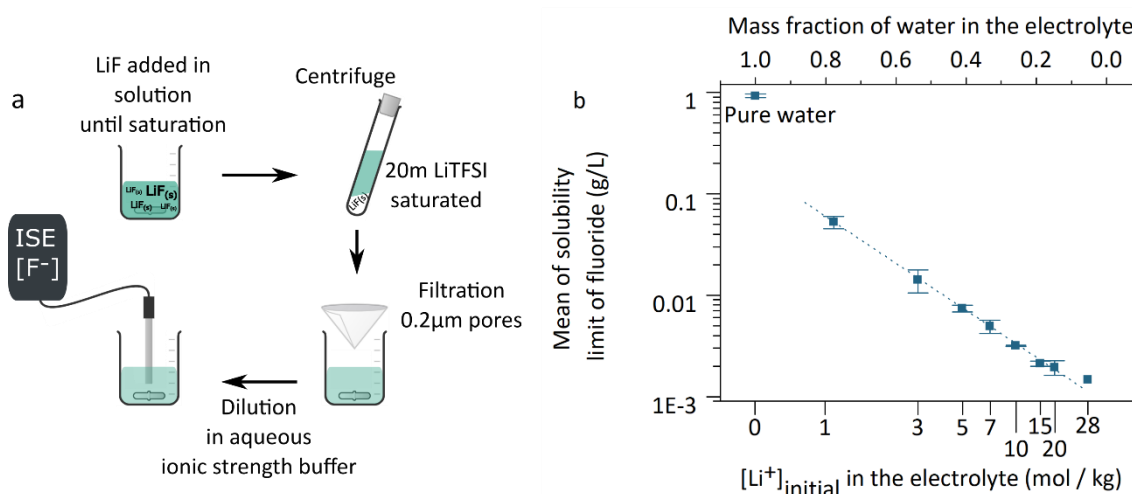 a
LiF added in
solution
until saturation
LiF(s) LiF(s)
LiF(s) LiF(s)
Centrifuge
LiF(s)
20m LiTFSI
saturated
Filtration
0.2µm pores
Dilution
in aqueous
ionic strength buffer
ISE
[F-]
b
Mass fraction of water in the electrolyte
1.0 0.8 0.6 0.4 0.2 0.0
Mean of solubility
limit of fluoride (g/L)
1
0.1
0.01
1E-3
Pure water
0 1 3 5 7 15 28
10 20
[Li+]initial in the electrolyte (mol / kg)